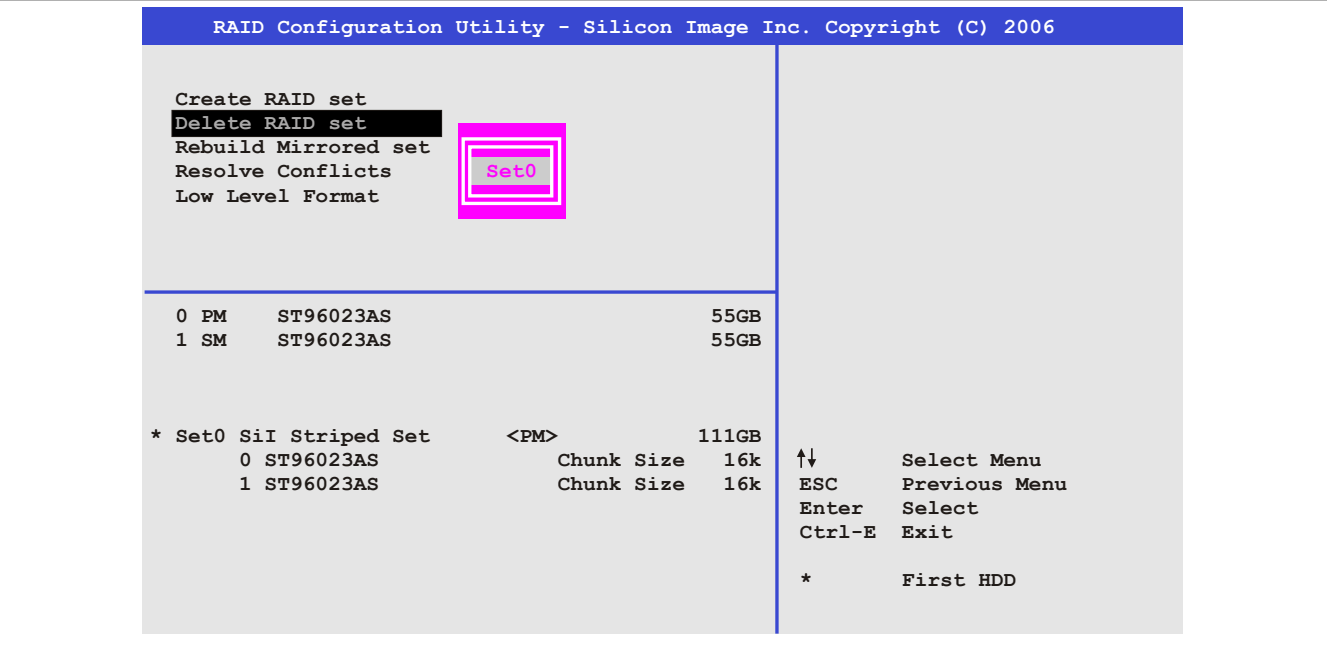 RAID Configuration Utility - Silicon Image Inc. Copyright (C) 2006
Create RAID set
Delete RAID set
Rebuild Mirrored set
Resolve Conflicts
Low Level Format
Set0
0 PM ST96023AS 55GB
1 SM ST96023AS 55GB
* Set0 SiI Striped Set <PM> 111GB
0 ST96023AS Chunk Size 16k
1 ST96023AS Chunk Size 16k
↑↓ Select Menu
ESC Previous Menu
Enter Select
Ctrl-E Exit
* First HDD